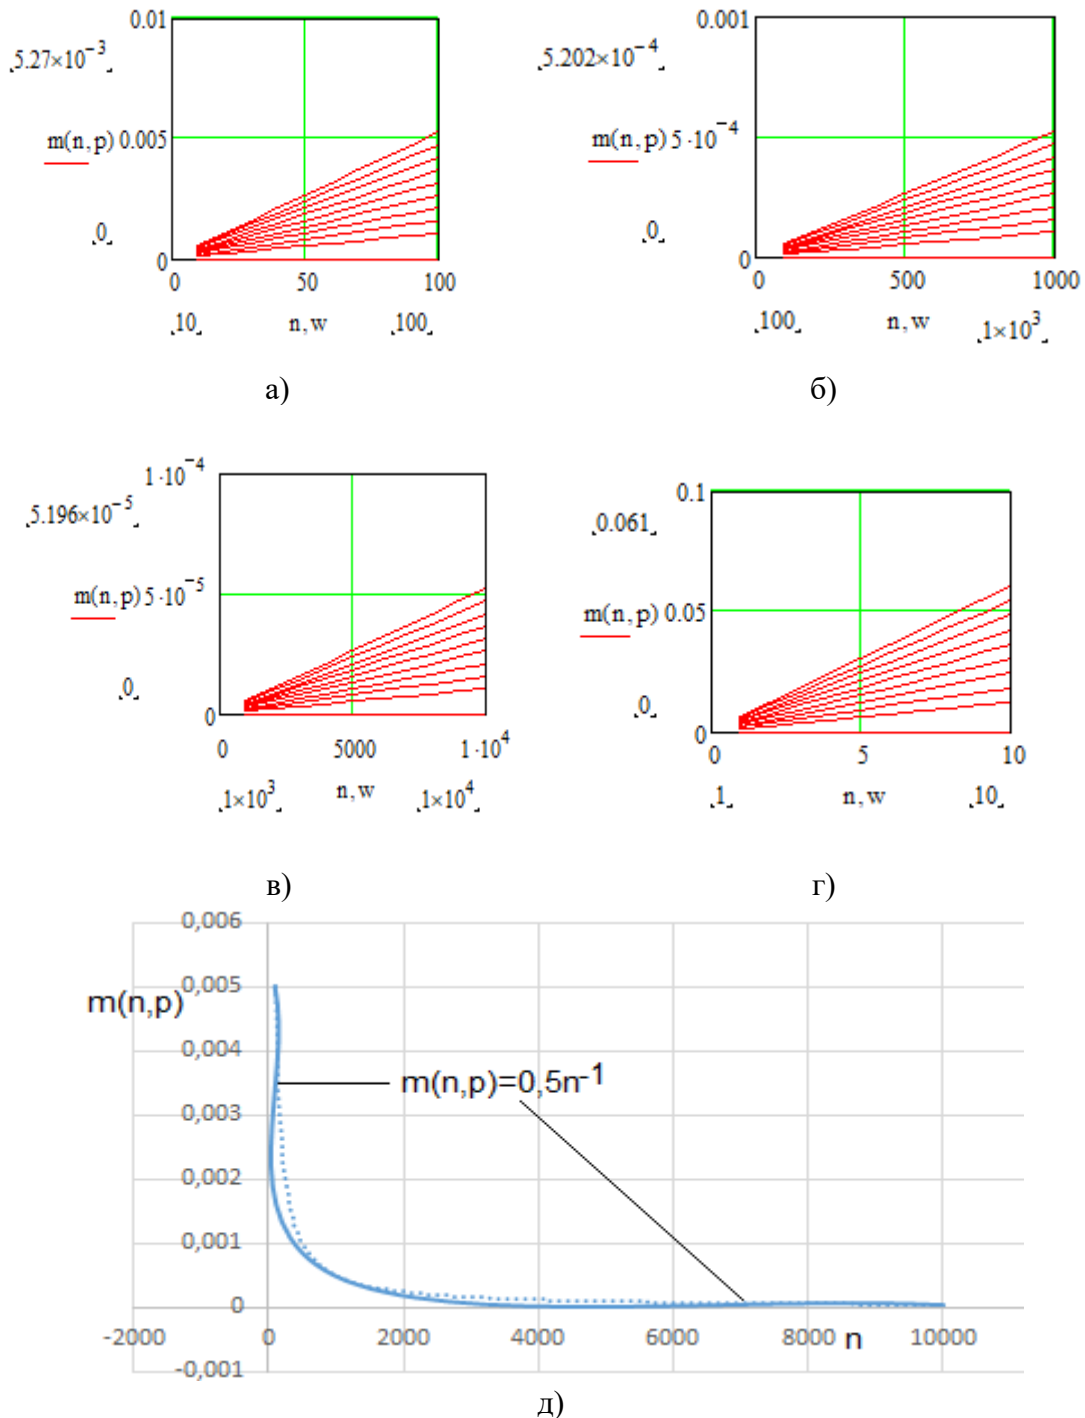 0.01
5.27×10⁻³
m(n,p) 0.005
0
0
0 50 100
10 n,w 100
а)
0.001
5.202×10⁻⁴
m(n,p) 5·10⁻⁴
0
0
0 500 1000
100 n,w 1×10³
б)
1·10⁻⁴
5.196×10⁻⁵
m(n,p) 5·10⁻⁵
0
0
0 5000 1·10⁴
1×10³ n,w 1×10⁴
в)
0.1
0.061
m(n,p) 0.05
0
0
0 5 10
1 n,w 10
г)
0,006
m(n,p) 0,005
0,004
m(n,p)=0,5n⁻¹
0,003
0,002
0,001
0
-2000 0 2000 4000 6000 8000 n 10000
-0,001
д)